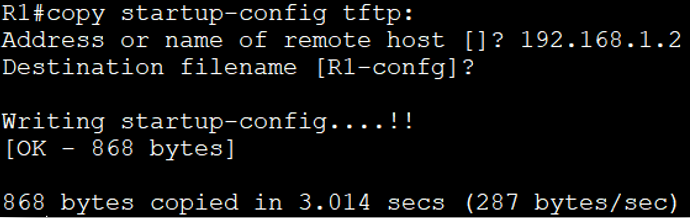 R1#copy startup-config tftp:
Address or name of remote host []? 192.168.1.2
Destination filename [R1-confg]?
Writing startup-config....!!
[OK - 868 bytes]
868 bytes copied in 3.014 secs (287 bytes/sec)